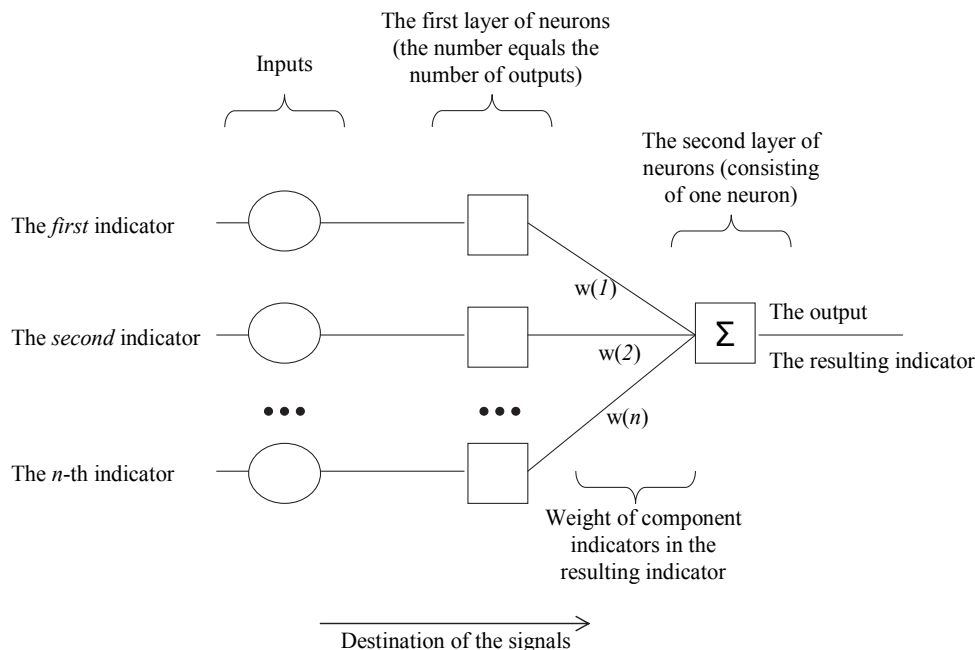 The first layer of neurons
(the number equals the
number of outputs)
Inputs
The second layer of
neurons (consisting
of one neuron)
The first indicator
w(1)
The second indicator
w(2)
Σ
The output
The resulting indicator
•••
•••
w(n)
The n-th indicator
Weight of component
indicators in the
resulting indicator
Destination of the signals